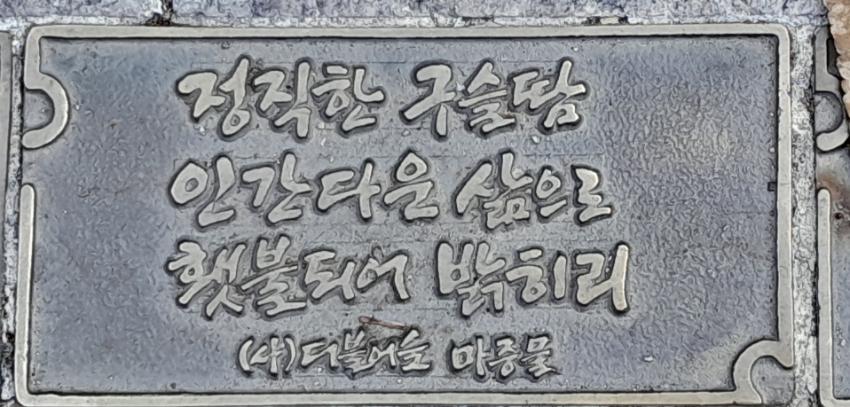 정직한 구슬땀
인간다운 삶으로
횃불되어 밝히리
(사)더불어숲 마중물